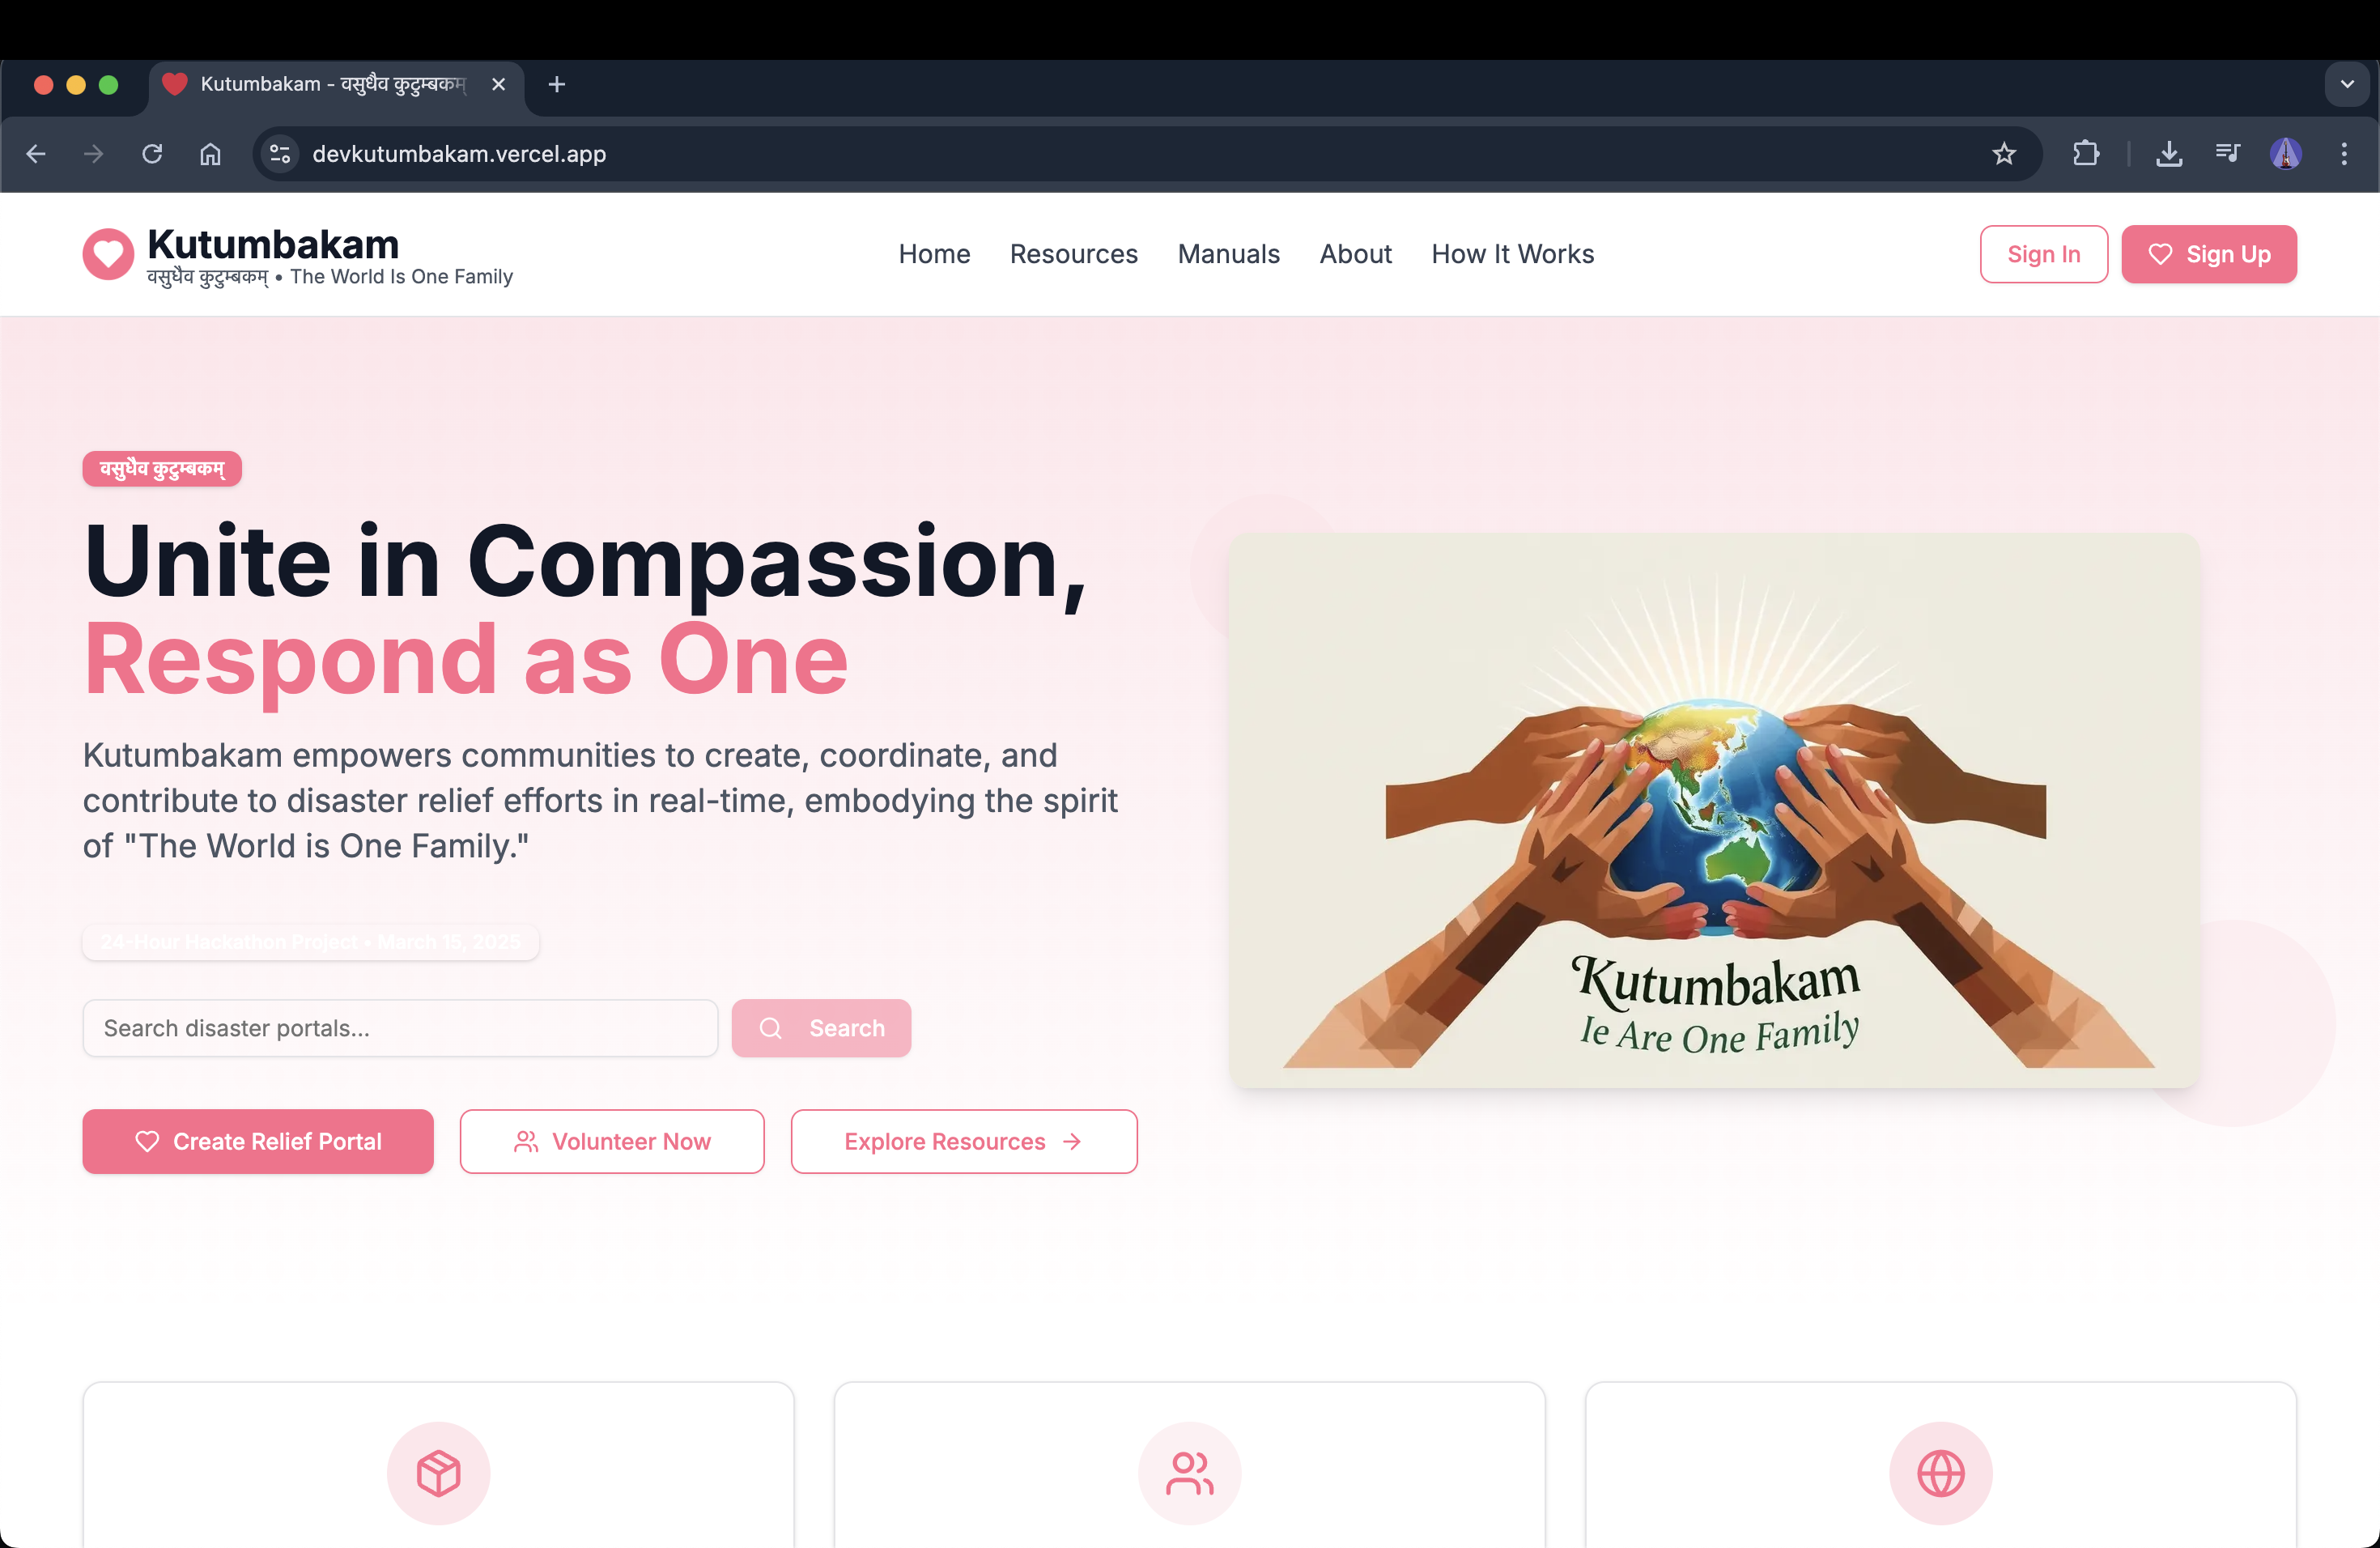 Kutumbakam - वसुधैव कुटुम्बकम्
devkutumbakam.vercel.app
Kutumbakam
वसुधैव कुटुम्बकम् • The World Is One Family
Home
Resources
Manuals
About
How It Works
Sign In
Sign Up
वसुधैव कुटुम्बकम्
Unite in Compassion,
Respond as One
Kutumbakam empowers communities to create, coordinate, and
contribute to disaster relief efforts in real-time, embodying the spirit
of "The World is One Family."
24-Hour Hackathon Project • March 15, 2025
Search disaster portals...
Search
Create Relief Portal
Volunteer Now
Explore Resources
Kutumbakam
Ie Are One Family